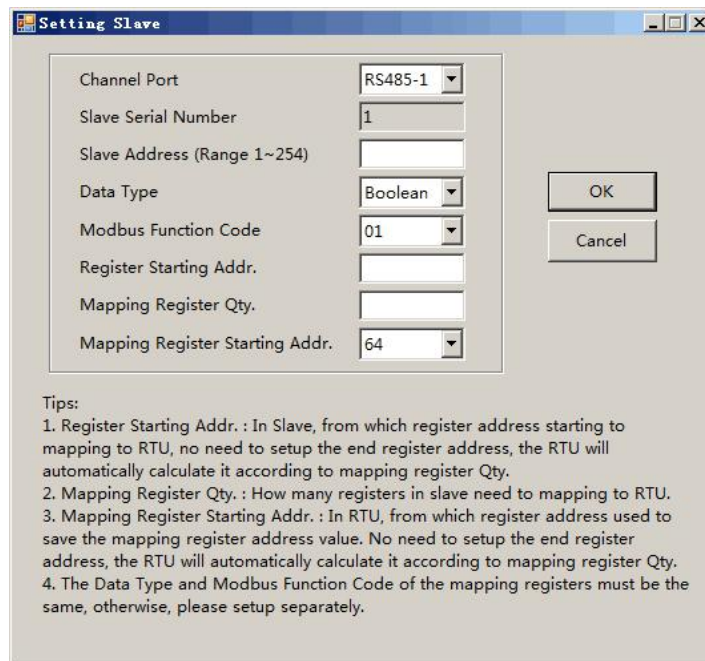 Setting Slave
Channel Port RS485-1
Slave Serial Number 1
Slave Address (Range 1~254)
Data Type Boolean OK
Modbus Function Code 01 Cancel
Register Starting Addr.
Mapping Register Qty.
Mapping Register Starting Addr. 64
Tips:
1. Register Starting Addr. : In Slave, from which register address starting to
mapping to RTU, no need to setup the end register address, the RTU will
automatically calculate it according to mapping register Qty.
2. Mapping Register Qty. : How many registers in slave need to mapping to RTU.
3. Mapping Register Starting Addr. : In RTU, from which register address used to
save the mapping register address value. No need to setup the end register
address, the RTU will automatically calculate it according to mapping register Qty.
4. The Data Type and Modbus Function Code of the mapping registers must be the
same, otherwise, please setup separately.